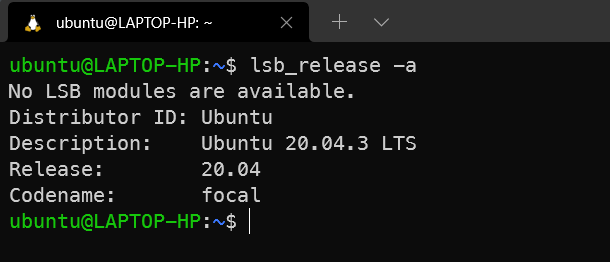 ubuntu@LAPTOP-HP: ~
ubuntu@LAPTOP-HP:~$ lsb_release -a
No LSB modules are available.
Distributor ID: Ubuntu
Description:    Ubuntu 20.04.3 LTS
Release:        20.04
Codename:       focal
ubuntu@LAPTOP-HP:~$